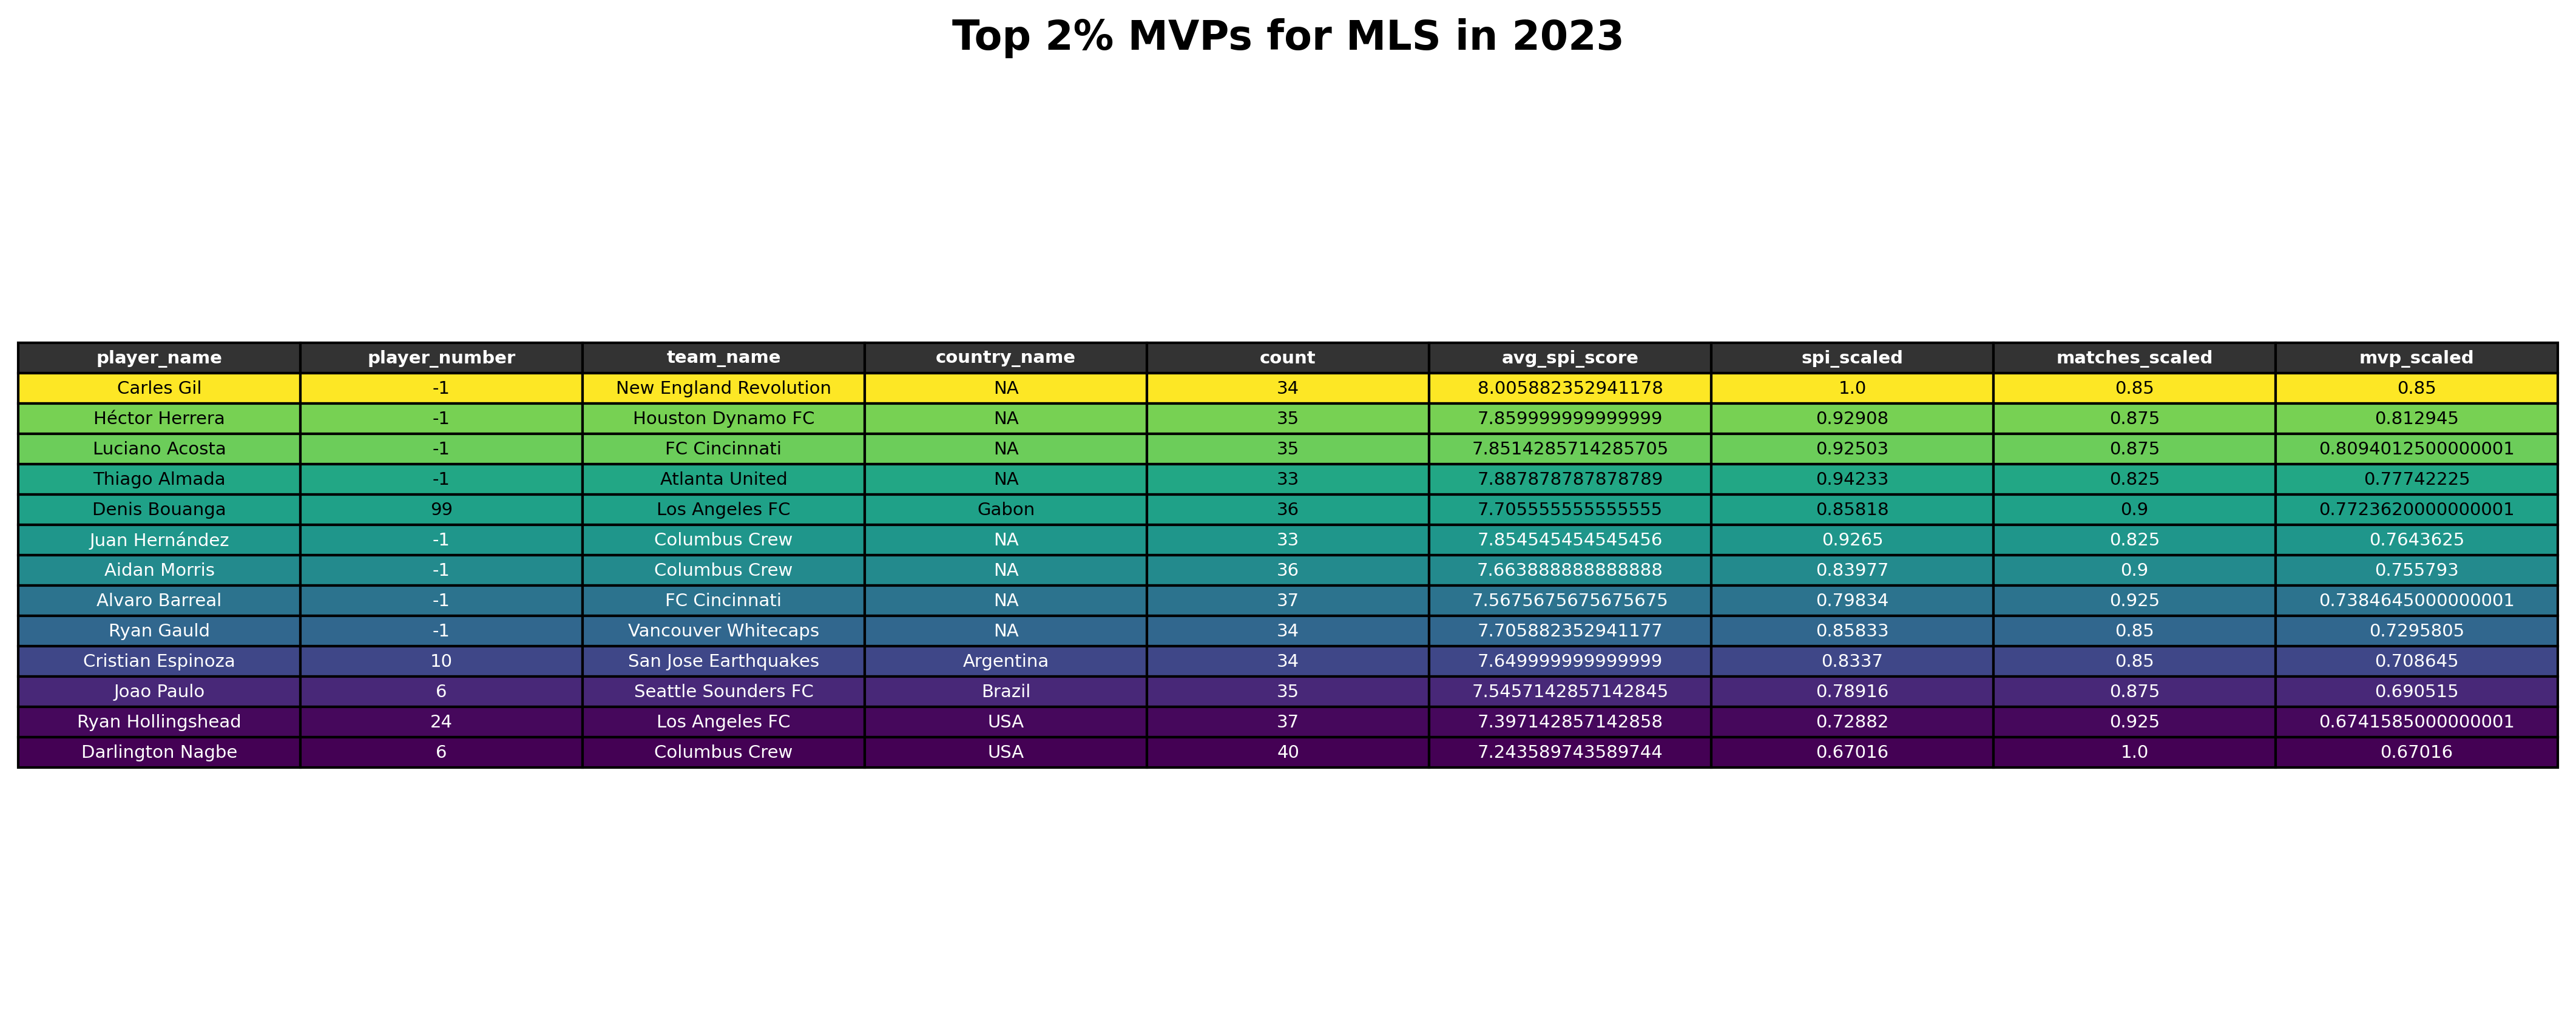 Top 2% MVPs for MLS in 2023
player_name player_number team_name country_name count avg_spi_score spi_scaled matches_scaled mvp_scaled
Carles Gil -1 New England Revolution NA 34 8.005882352941178 1.0 0.85 0.85
Héctor Herrera -1 Houston Dynamo FC NA 35 7.859999999999999 0.92908 0.875 0.812945
Luciano Acosta -1 FC Cincinnati NA 35 7.8514285714285705 0.92503 0.875 0.8094012500000001
Thiago Almada -1 Atlanta United NA 33 7.887878787878789 0.94233 0.825 0.77742225
Denis Bouanga 99 Los Angeles FC Gabon 36 7.705555555555555 0.85818 0.9 0.7723620000000001
Juan Hernández -1 Columbus Crew NA 33 7.854545454545456 0.9265 0.825 0.7643625
Aidan Morris -1 Columbus Crew NA 36 7.663888888888888 0.83977 0.9 0.755793
Alvaro Barreal -1 FC Cincinnati NA 37 7.5675675675675675 0.79834 0.925 0.7384645000000001
Ryan Gauld -1 Vancouver Whitecaps NA 34 7.705882352941177 0.85833 0.85 0.7295805
Cristian Espinoza 10 San Jose Earthquakes Argentina 34 7.649999999999999 0.8337 0.85 0.708645
Joao Paulo 6 Seattle Sounders FC Brazil 35 7.5457142857142845 0.78916 0.875 0.690515
Ryan Hollingshead 24 Los Angeles FC USA 37 7.397142857142858 0.72882 0.925 0.6741585000000001
Darlington Nagbe 6 Columbus Crew USA 40 7.243589743589744 0.67016 1.0 0.67016